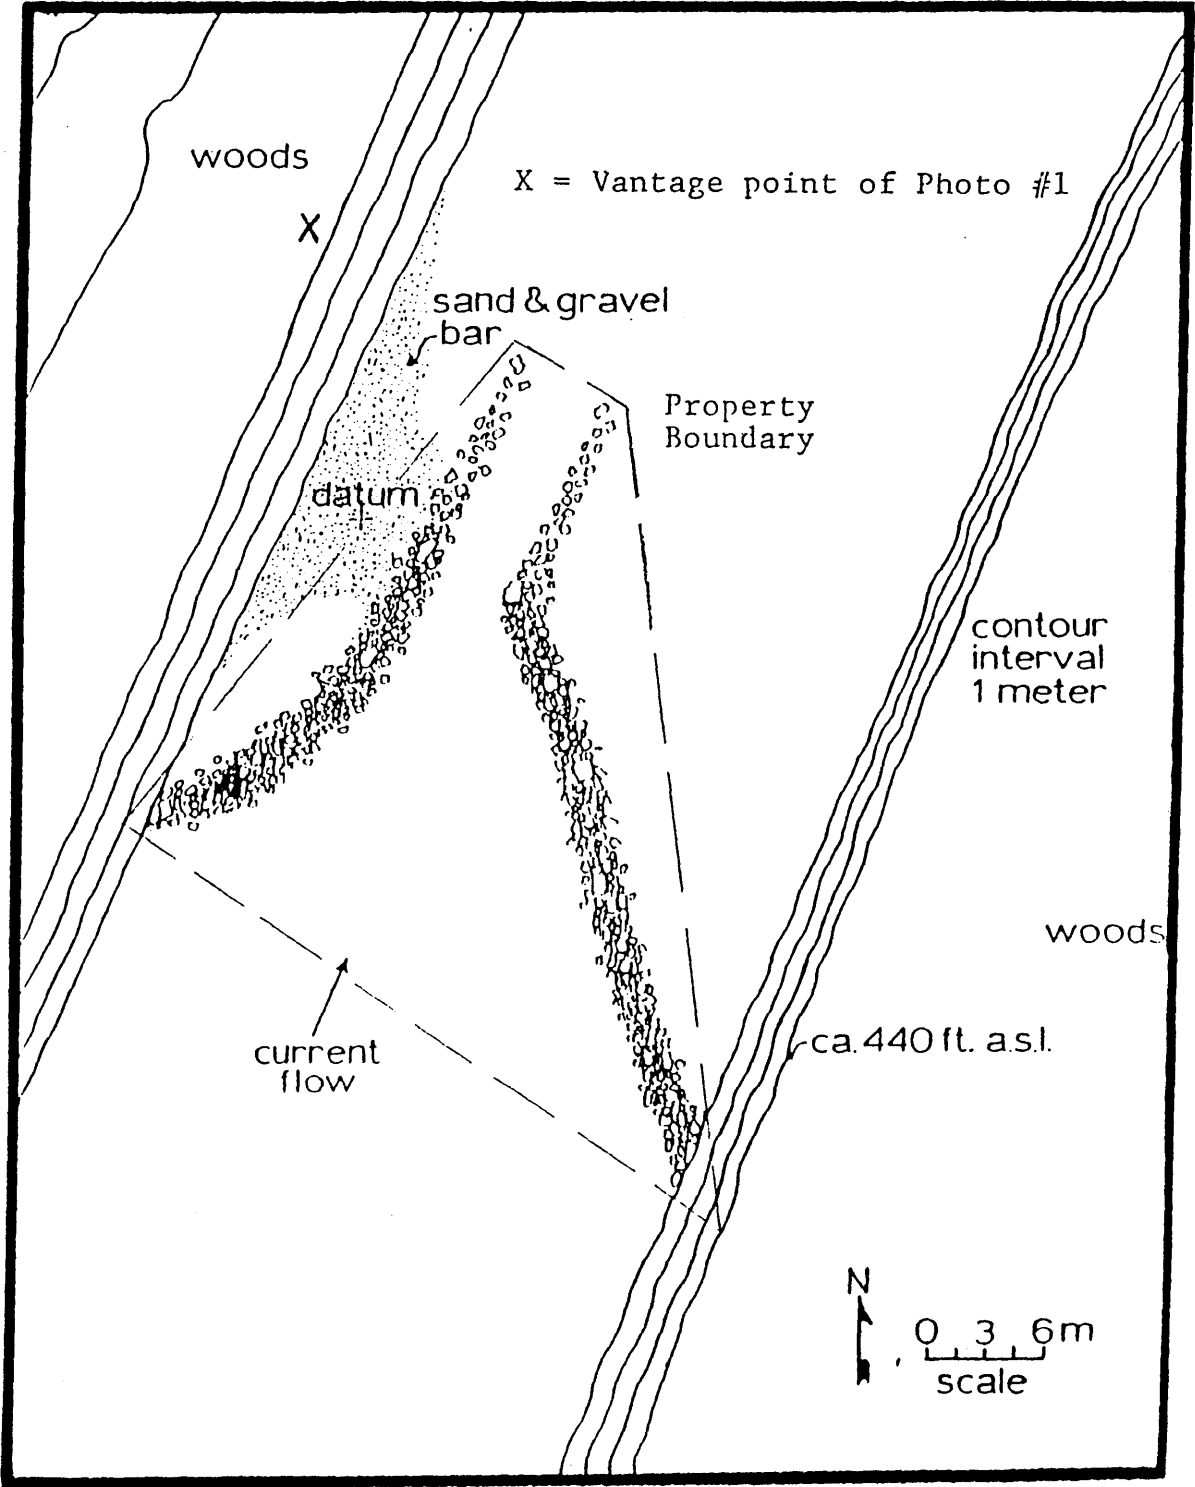 woods
X = Vantage point of Photo #1
X
sand & gravel
bar
Property
Boundary
datum
contour
interval
1 meter
woods
ca. 440 ft. a.s.l.
current
flow
N
0 3 6m
scale